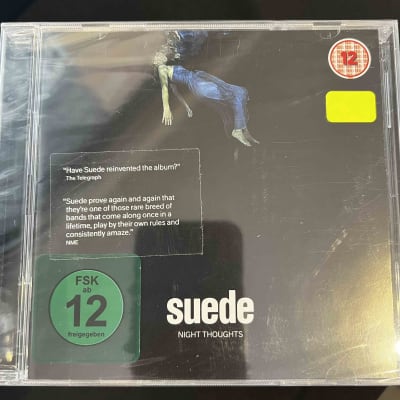 12
"Have Suede reinvented the album?"
The Telegraph
"Suede prove again and again that
they're one of those rare breed of
bands that come along once in a
lifetime, play by their own rules and
consistently amaze."
NME
FSK
ab
12
freigegeben
suede
NIGHT THOUGHTS